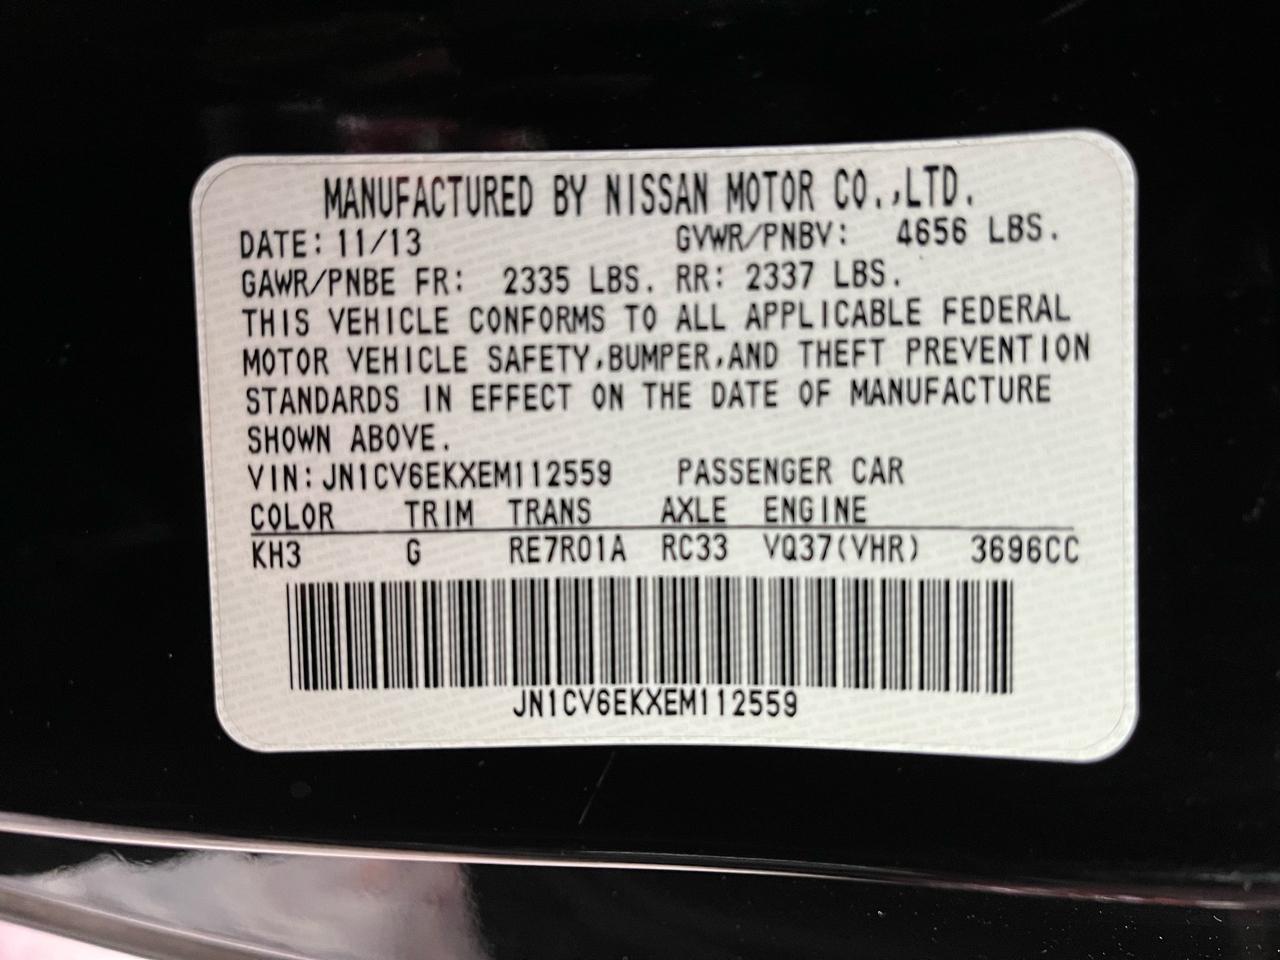 MANUFACTURED BY NISSAN MOTOR CO.,LTD.
DATE: 11/13 GVWR/PNBV: 4656 LBS.
GAWR/PNBE FR: 2335 LBS. RR: 2337 LBS.
THIS VEHICLE CONFORMS TO ALL APPLICABLE FEDERAL
MOTOR VEHICLE SAFETY,BUMPER,AND THEFT PREVENTION
STANDARDS IN EFFECT ON THE DATE OF MANUFACTURE
SHOWN ABOVE.
VIN:JN1CV6EKXEM112559 PASSENGER CAR
COLOR TRIM TRANS AXLE ENGINE
KH3 G RE7R01A RC33 VQ37(VHR) 3696CC
JN1CV6EKXEM112559